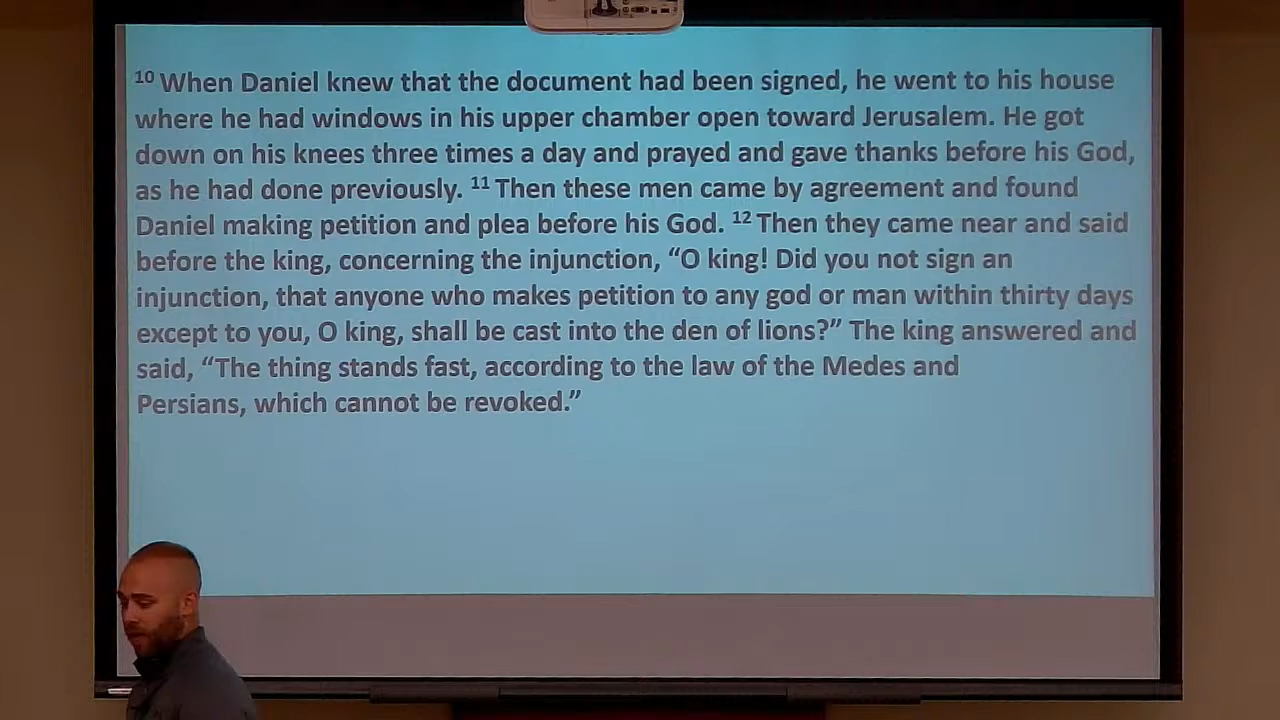 10 When Daniel knew that the document had been signed, he went to his house
where he had windows in his upper chamber open toward Jerusalem. He got
down on his knees three times a day and prayed and gave thanks before his God,
as he had done previously. 11 Then these men came by agreement and found
Daniel making petition and plea before his God. 12 Then they came near and said
before the king, concerning the injunction, “O king! Did you not sign an
injunction, that anyone who makes petition to any god or man within thirty days
except to you, O king, shall be cast into the den of lions?” The king answered and
said, “The thing stands fast, according to the law of the Medes and
Persians, which cannot be revoked.”